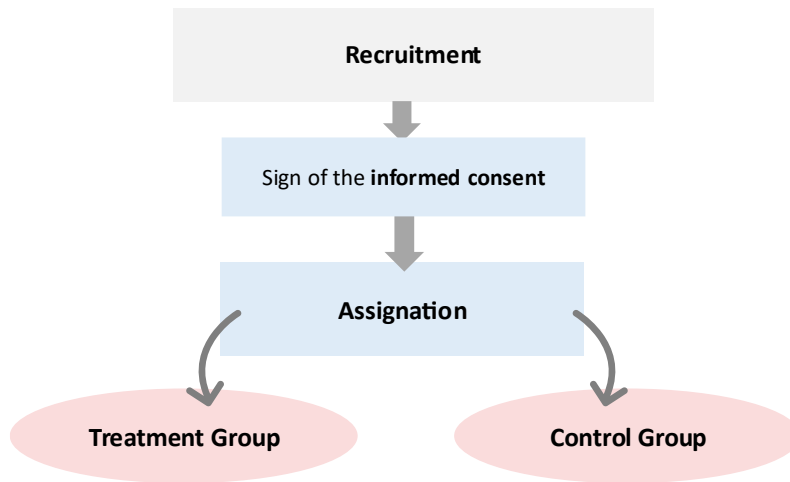 Recruitment
Sign of the informed consent
Assignation
Treatment Group
Control Group